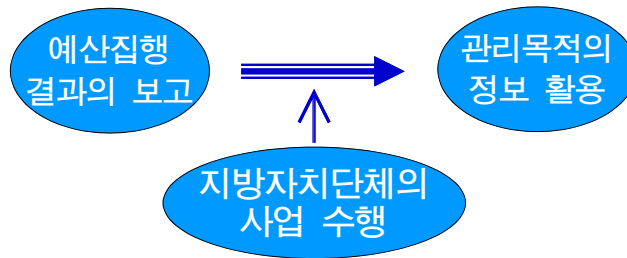 예산집행
결과의 보고
관리목적의
정보 활용
지방자치단체의
사업 수행